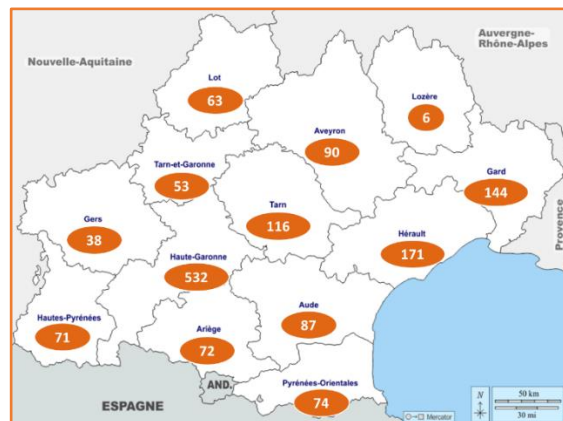 Nouvelle-Aquitaine
Auvergne-
Rhône-Alpes
Lot
63
Lozère
6
Aveyron
90
Tarn-et-Garonne
53
Gard
144
Provence
Gers
38
Tarn
116
Hérault
171
Haute-Garonne
532
Hautes-Pyrénées
71
Ariège
72
Aude
87
AND.
ESPAGNE
Pyrénées-Orientales
74
N
50 km
30 mi
Mercator